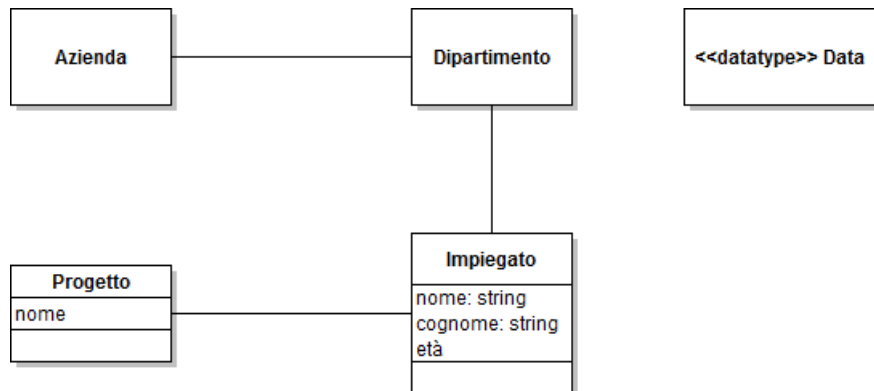 Azienda
Dipartimento
<<datatype>> Data
Progetto
nome
Impiegato
nome: string
cognome: string
età